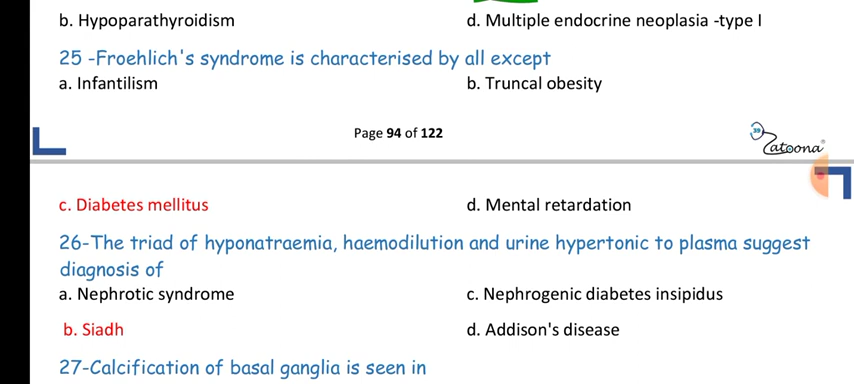 b. Hypoparathyroidism d. Multiple endocrine neoplasia -type I
25 -Froehlich's syndrome is characterised by all except
a. Infantilism b. Truncal obesity
Page 94 of 122
39
Zatoona
c. Diabetes mellitus d. Mental retardation
26-The triad of hyponatraemia, haemodilution and urine hypertonic to plasma suggest
diagnosis of
a. Nephrotic syndrome c. Nephrogenic diabetes insipidus
b. Siadh d. Addison's disease
27-Calcification of basal ganglia is seen in